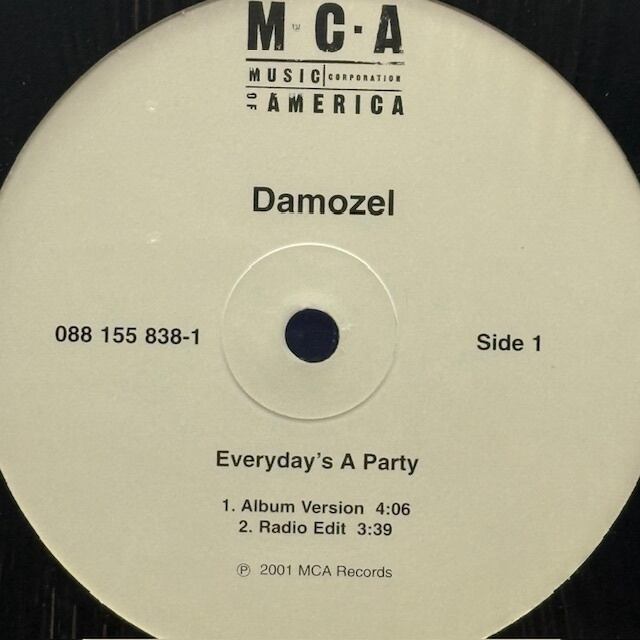 M·C·A
MUSIC CORPORATION
OF AMERICA
Damozel
088 155 838-1
Side 1
Everyday's A Party
1. Album Version 4:06
2. Radio Edit 3:39
℗ 2001 MCA Records